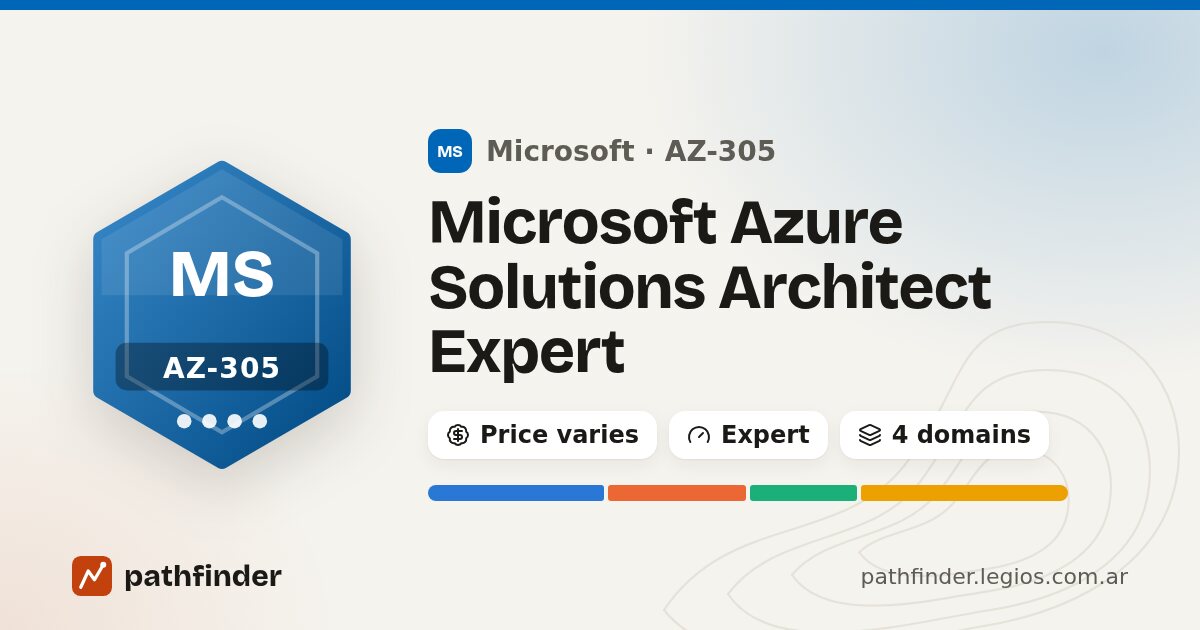 MS
AZ-305
MS
Microsoft · AZ-305
Microsoft Azure
Solutions Architect
Expert
Price varies
Expert
4 domains
pathfinder
pathfinder.legios.com.ar